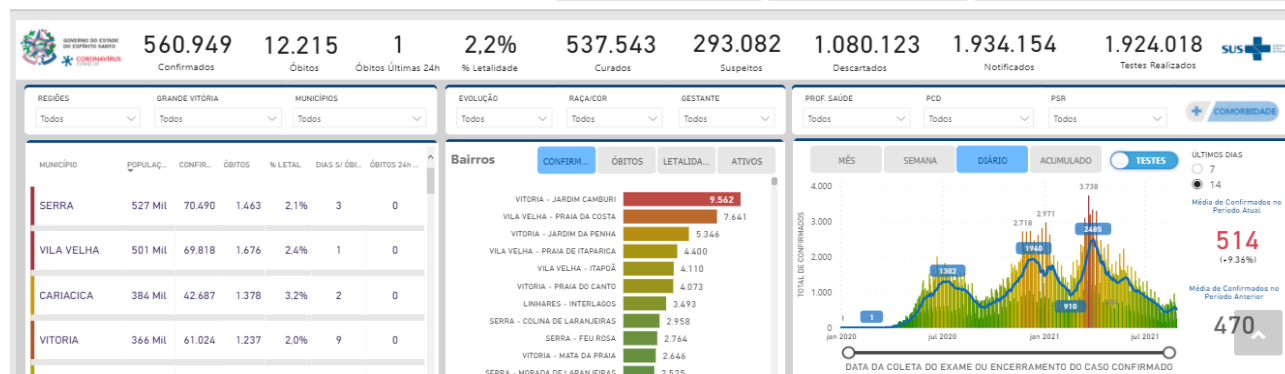 GOVERNO DO ESTADO
DO ESPÍRITO SANTO
CORONAVÍRUS
COVID-19
560.949
Confirmados
12.215
Óbitos
1
Óbitos Últimas 24h
2,2%
% Letalidade
537.543
Curados
293.082
Suspeitos
1.080.123
Descartados
1.934.154
Notificados
1.924.018
Testes Realizados
SUS
REGIÕES
Todos
GRANDE VITÓRIA
Todos
MUNICÍPIOS
Todos
EVOLUÇÃO
Todos
RAÇA/COR
Todos
GESTANTE
Todos
PROF. SAÚDE
Todos
PCD
Todos
PSR
Todos
+ COMORBIDADE
MUNICÍPIO POPULAÇ... CONFIR... ÓBITOS % LETAL DIAS S/ ÓBI... ÓBITOS 24h ...
SERRA 527 Mil 70.490 1.463 2,1% 3 0
VILA VELHA 501 Mil 69.818 1.676 2,4% 1 0
CARIACICA 384 Mil 42.687 1.378 3,2% 2 0
VITORIA 366 Mil 61.024 1.237 2,0% 9 0
Bairros
CONFIRM... ÓBITOS LETALIDA... ATIVOS
VITORIA - JARDIM CAMBURI 9.562
VILA VELHA - PRAIA DA COSTA 7.641
VITORIA - JARDIM DA PENHA 5.346
VILA VELHA - PRAIA DE ITAPARICA 4.400
VILA VELHA - ITAPOÃ 4.110
VITORIA - PRAIA DO CANTO 4.073
LINHARES - INTERLAGOS 3.493
SERRA - COLINA DE LARANJEIRAS 2.958
SERRA - FEU ROSA 2.764
VITORIA - MATA DA PRAIA 2.646
SERRA - MORADA DE LARANJEIRAS 2.525
MÊS SEMANA DIÁRIO ACUMULADO TESTES
TOTAL DE CONFIRMADOS
4.000
3.000
2.000
1.000
0
3.738
2.718
2.971
2485
1940
1302
910
1
1
jan 2020 jul 2020 jan 2021 jul 2021
DATA DA COLETA DO EXAME OU ENCERRAMENTO DO CASO CONFIRMADO
ÚLTIMOS DIAS
7
14
Média de Confirmados no
Período Atual
514
(+9.36%)
Média de Confirmados no
Período Anterior
470